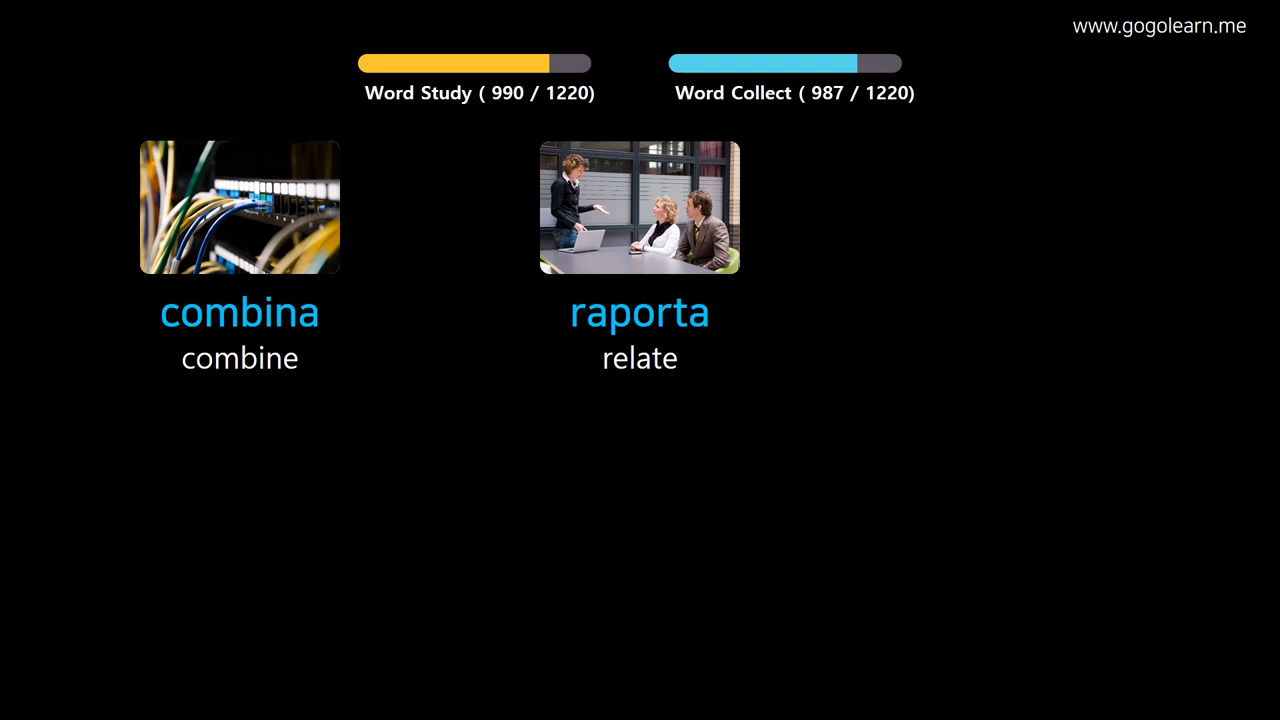 www.gogolearn.me
Word Study ( 990 / 1220)
Word Collect ( 987 / 1220)
combina
combine
raporta
relate